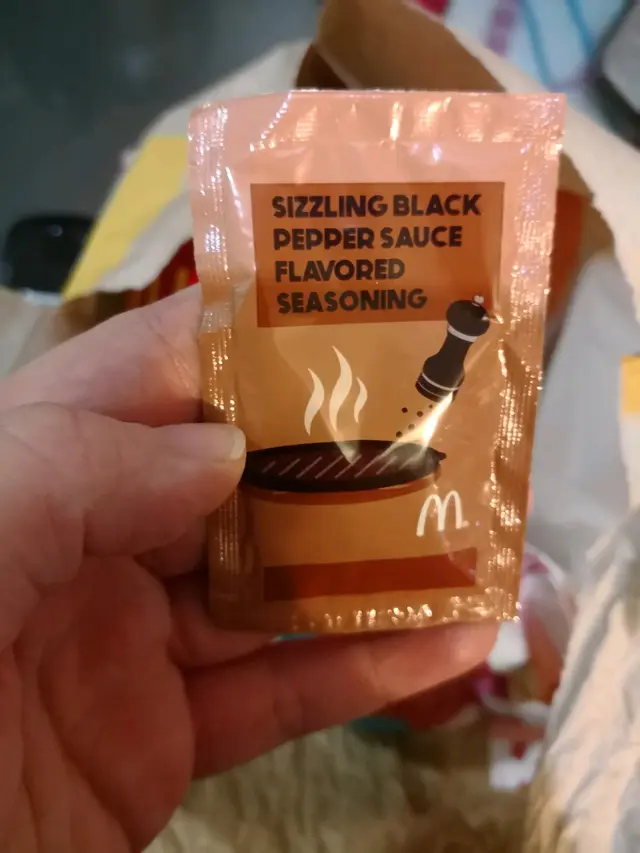 SIZZLING BLACK
PEPPER SAUCE
FLAVORED
SEASONING